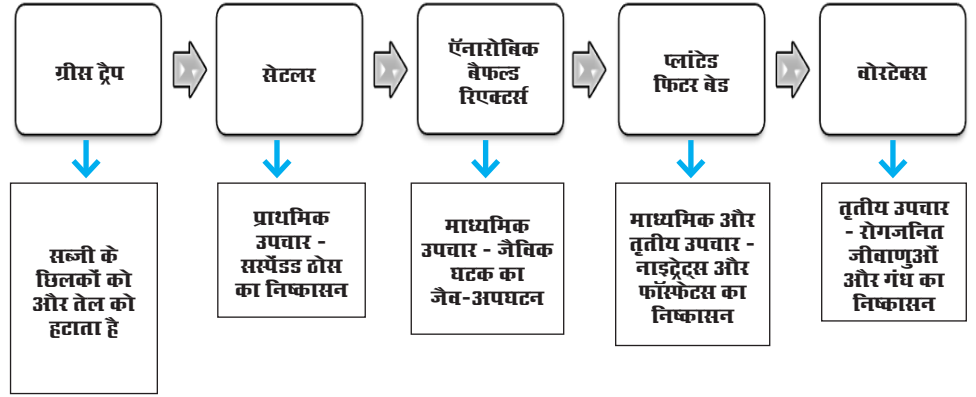 ग्रीस ट्रैप
सेटलर
ऍनारोबिक
बैफल्ड
रिएक्टर्स
प्लांटेड
फिटर बेड
वोरटेक्स
सब्जी के
छिलकों को
और तेल को
हटाता है
प्राथमिक
उपचार -
सस्पेंडड ठोस
का निष्कासन
माध्यमिक
उपचार - जैविक
घटक का
जैव-अपघटन
माध्यमिक और
तृतीय उपचार -
नाइट्रेट्स और
फॉस्फेटस का
निष्कासन
तृतीय उपचार
- रोगजनित
जीवाणुओं
और गंध का
निष्कासन